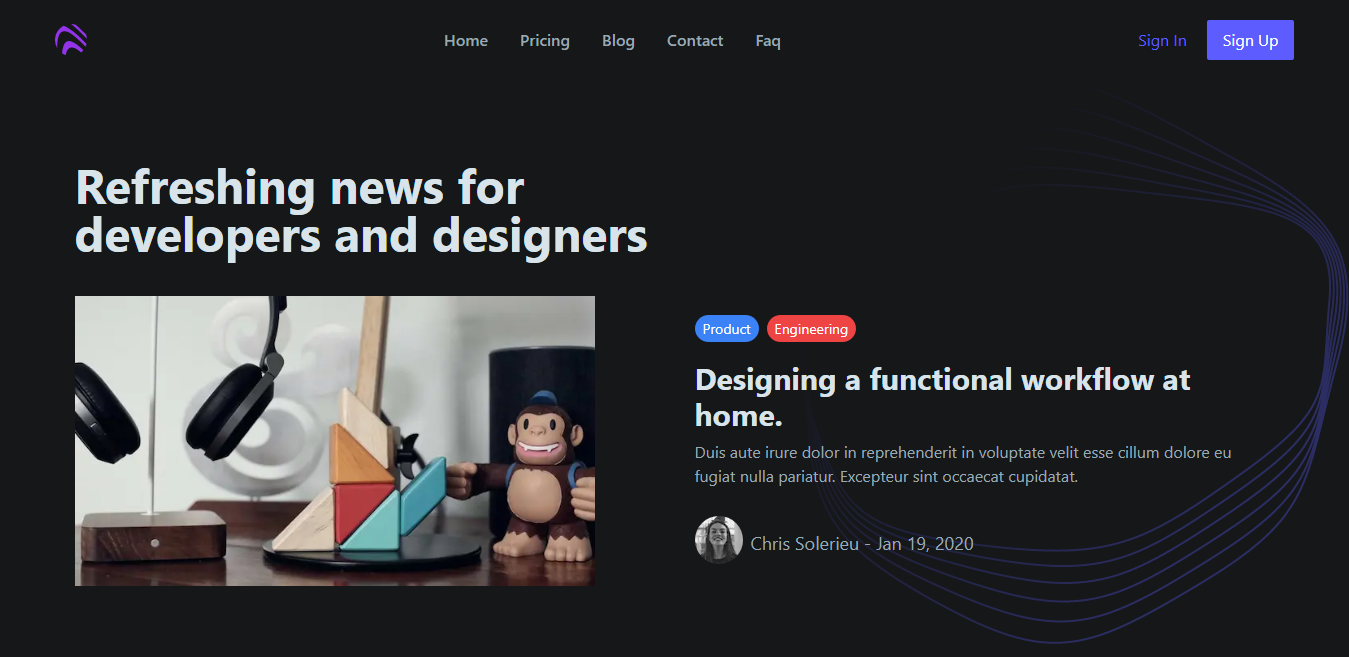 Home Pricing Blog Contact Faq Sign In Sign Up
Refreshing news for
developers and designers
Product Engineering
Designing a functional workflow at
home.
Duis aute irure dolor in reprehenderit in voluptate velit esse cillum dolore eu
fugiat nulla pariatur. Excepteur sint occaecat cupidatat.
Chris Solerieu - Jan 19, 2020